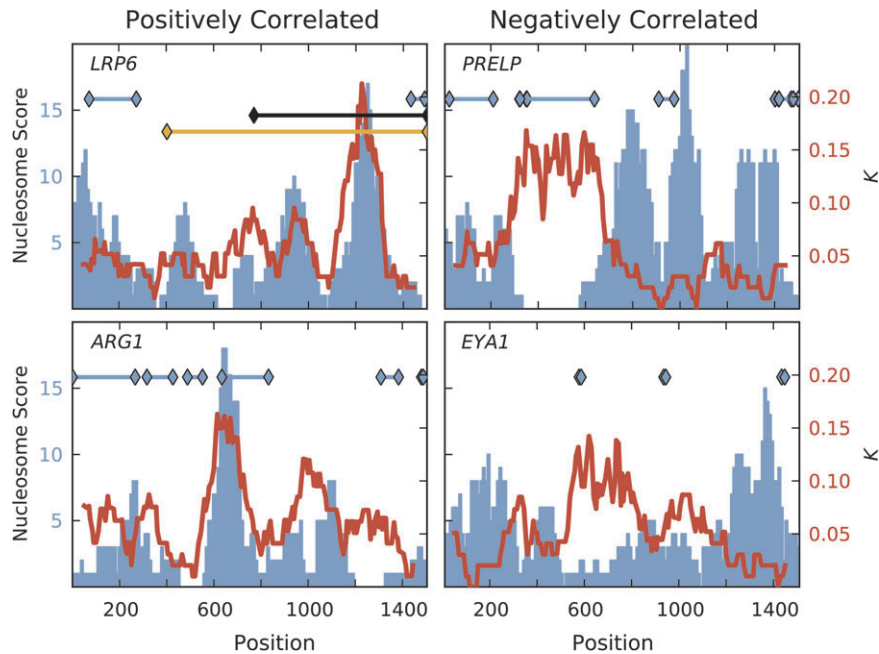 Positively Correlated
Negatively Correlated
LRP6
PRELP
15
10
5
Nucleosome Score
0.20
0.15
0.10
0.05
K
ARG1
EYA1
15
10
5
Nucleosome Score
0.20
0.15
0.10
0.05
K
200 600 1000 1400
200 600 1000 1400
Position
Position